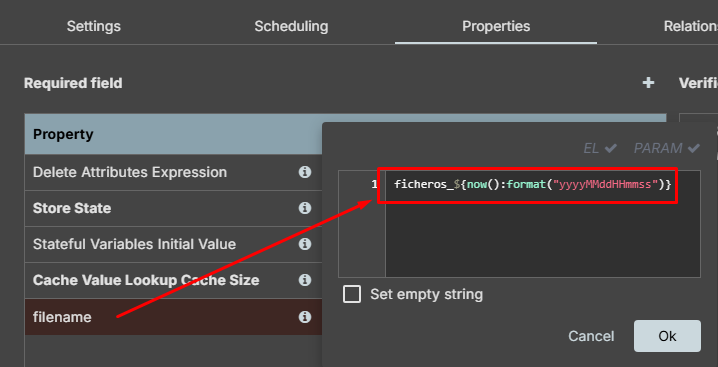 Settings
Scheduling
Properties
Relation
Required field
+
Verifi
Property
EL
PARAM
Delete Attributes Expression
1 ficheros_${now():format("yyyyMMddHHmmss")}
Store State
Stateful Variables Initial Value
Cache Value Lookup Cache Size
Set empty string
filename
Cancel
Ok